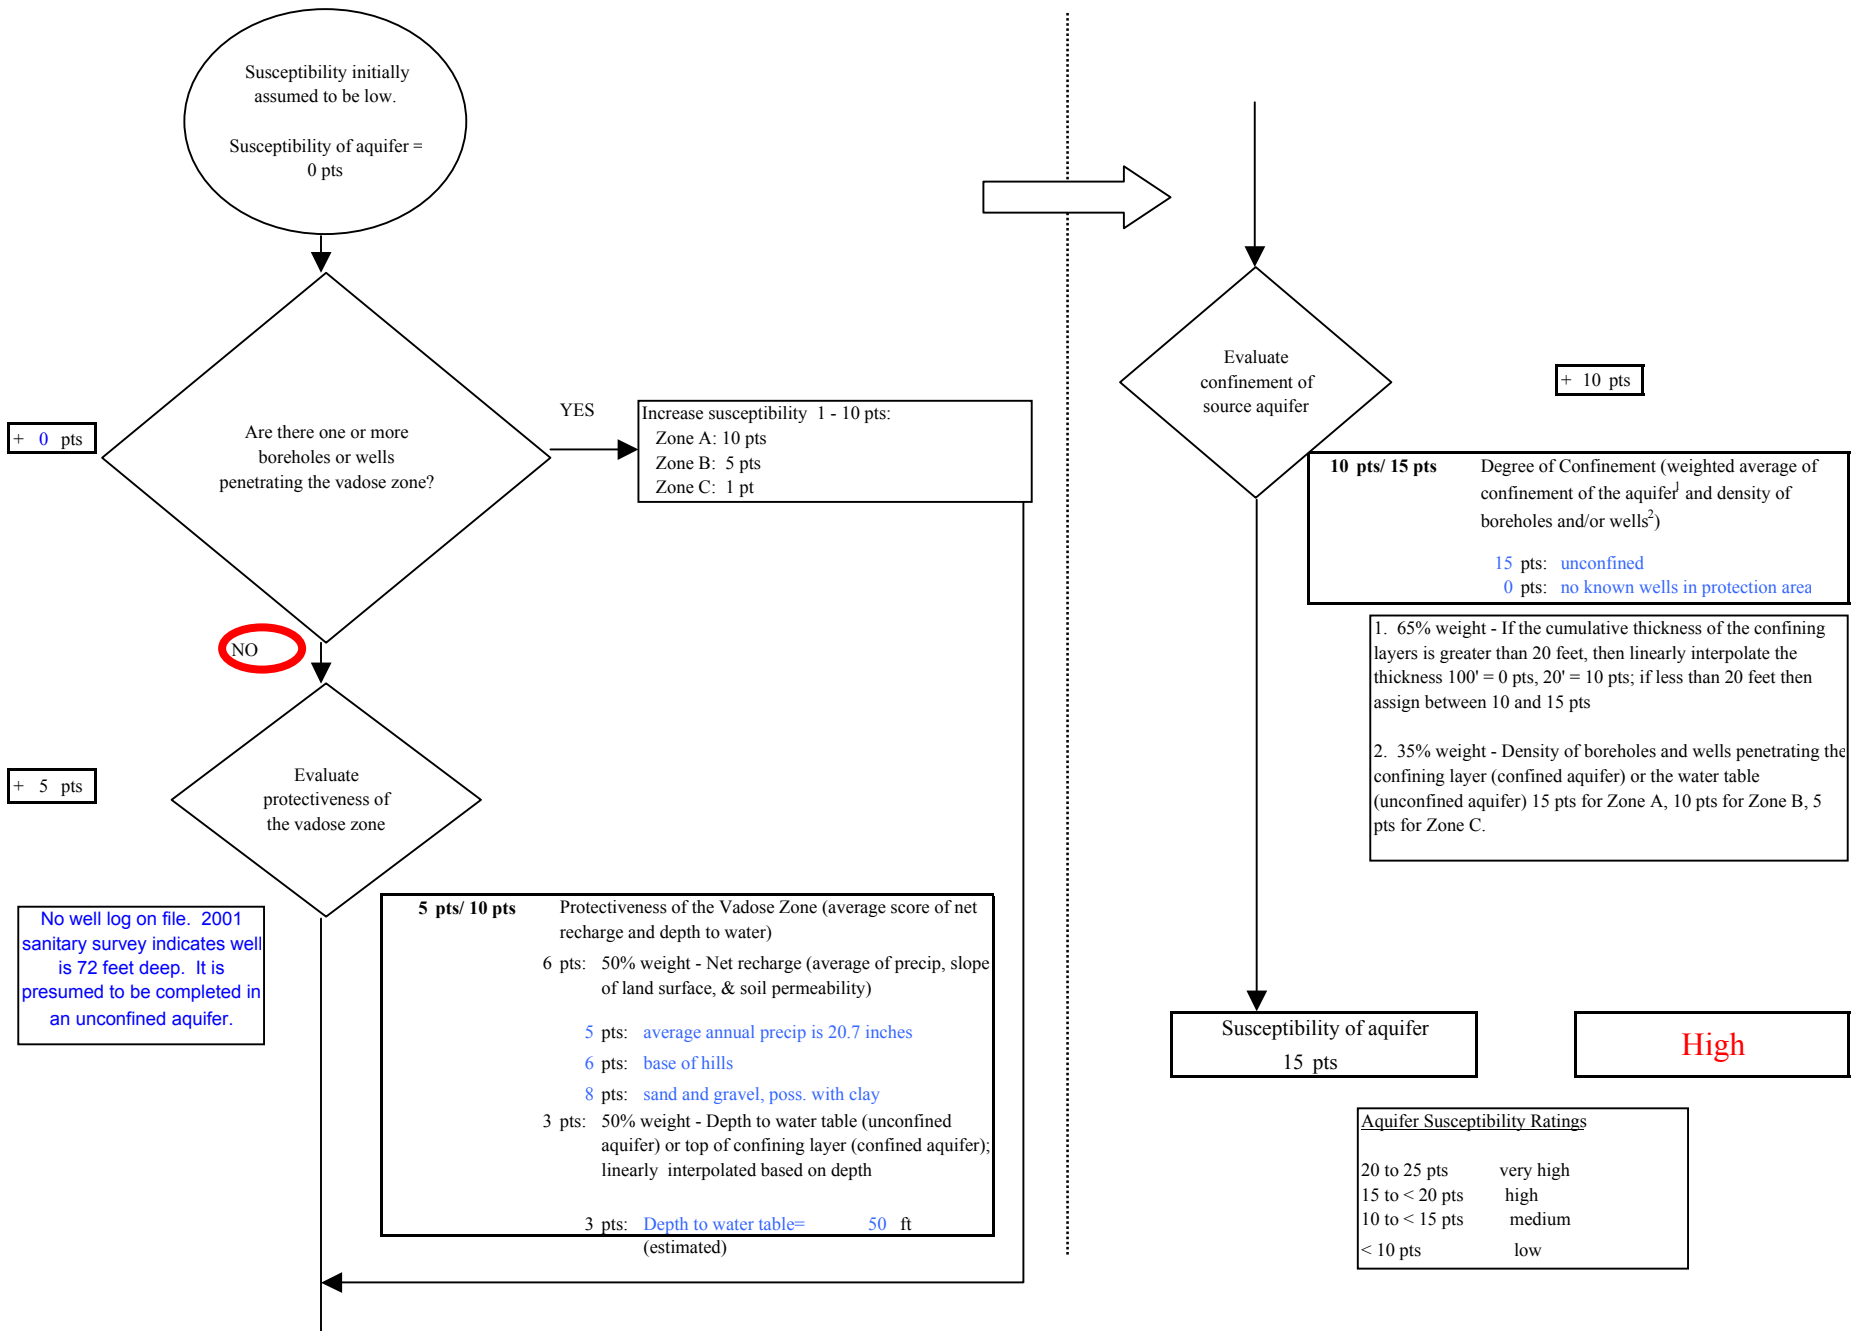 Susceptibility initially
assumed to be low.
Susceptibility of aquifer =
0 pts
+ 0 pts
Are there one or more
boreholes or wells
penetrating the vadose zone?
YES
Increase susceptibility 1 - 10 pts:
Zone A: 10 pts
Zone B: 5 pts
Zone C: 1 pt
NO
+ 5 pts
Evaluate
protectiveness of
the vadose zone
No well log on file. 2001
sanitary survey indicates well
is 72 feet deep. It is
presumed to be completed in
an unconfined aquifer.
5 pts/ 10 pts Protectiveness of the Vadose Zone (average score of net
recharge and depth to water)
6 pts: 50% weight - Net recharge (average of precip, slope
of land surface, & soil permeability)
5 pts: average annual precip is 20.7 inches
6 pts: base of hills
8 pts: sand and gravel, poss. with clay
3 pts: 50% weight - Depth to water table (unconfined
aquifer) or top of confining layer (confined aquifer);
linearly interpolated based on depth
3 pts: Depth to water table= 50 ft
(estimated)
Evaluate
confinement of
source aquifer
+ 10 pts
10 pts/ 15 pts Degree of Confinement (weighted average of
confinement of the aquifer1 and density of
boreholes and/or wells2)
15 pts: unconfined
0 pts: no known wells in protection area
1. 65% weight - If the cumulative thickness of the confining
layers is greater than 20 feet, then linearly interpolate the
thickness 100' = 0 pts, 20' = 10 pts; if less than 20 feet then
assign between 10 and 15 pts
2. 35% weight - Density of boreholes and wells penetrating the
confining layer (confined aquifer) or the water table
(unconfined aquifer) 15 pts for Zone A, 10 pts for Zone B, 5
pts for Zone C.
Susceptibility of aquifer
15 pts
High
Aquifer Susceptibility Ratings
20 to 25 pts very high
15 to < 20 pts high
10 to < 15 pts medium
< 10 pts low